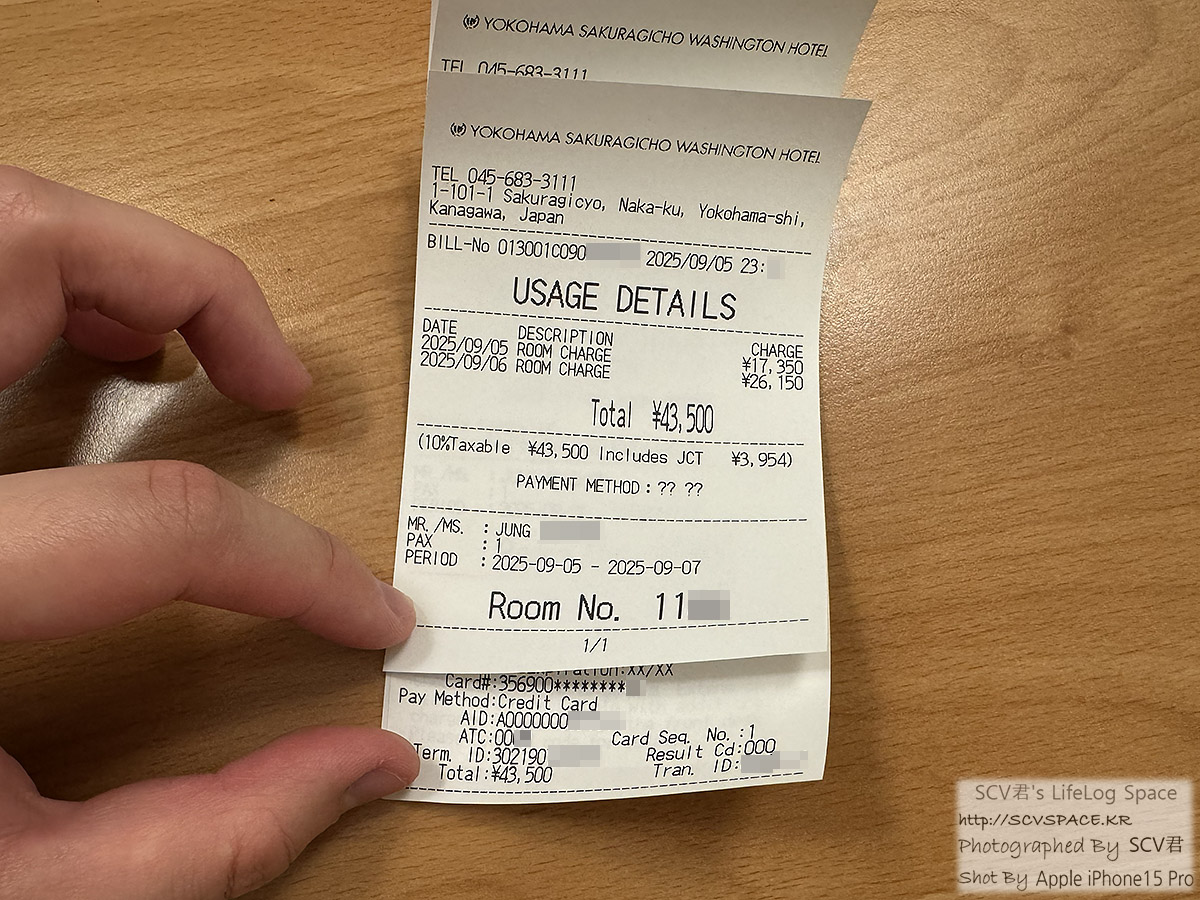 YOKOHAMA SAKURAGICHO WASHINGTON HOTEL
TEL 045-683-3111
YOKOHAMA SAKURAGICHO WASHINGTON HOTEL
TEL 045-683-3111
1-101-1 Sakuragicyo, Naka-ku, Yokohama-shi,
Kanagawa, Japan
BILL-No 013001C090 2025/09/05 23:
USAGE DETAILS
DATE DESCRIPTION CHARGE
2025/09/05 ROOM CHARGE ¥17,350
2025/09/06 ROOM CHARGE ¥26,150
Total ¥43,500
(10%Taxable ¥43,500 Includes JCT ¥3,954)
PAYMENT METHOD : ?? ??
MR./MS. : JUNG
PAX : 1
PERIOD : 2025-09-05 - 2025-09-07
Room No. 11
1/1
XX/XX
Card#:356900********
Pay Method:Credit Card
AID:A0000000
ATC:00 Card Seq. No.:1
Term. ID:302190 Result Cd:000
Total:¥43,500 Tran. ID:
SCV君's LifeLog Space
http://SCVSPACE.KR
Photographed By SCV君
Shot By Apple iPhone15 Pro